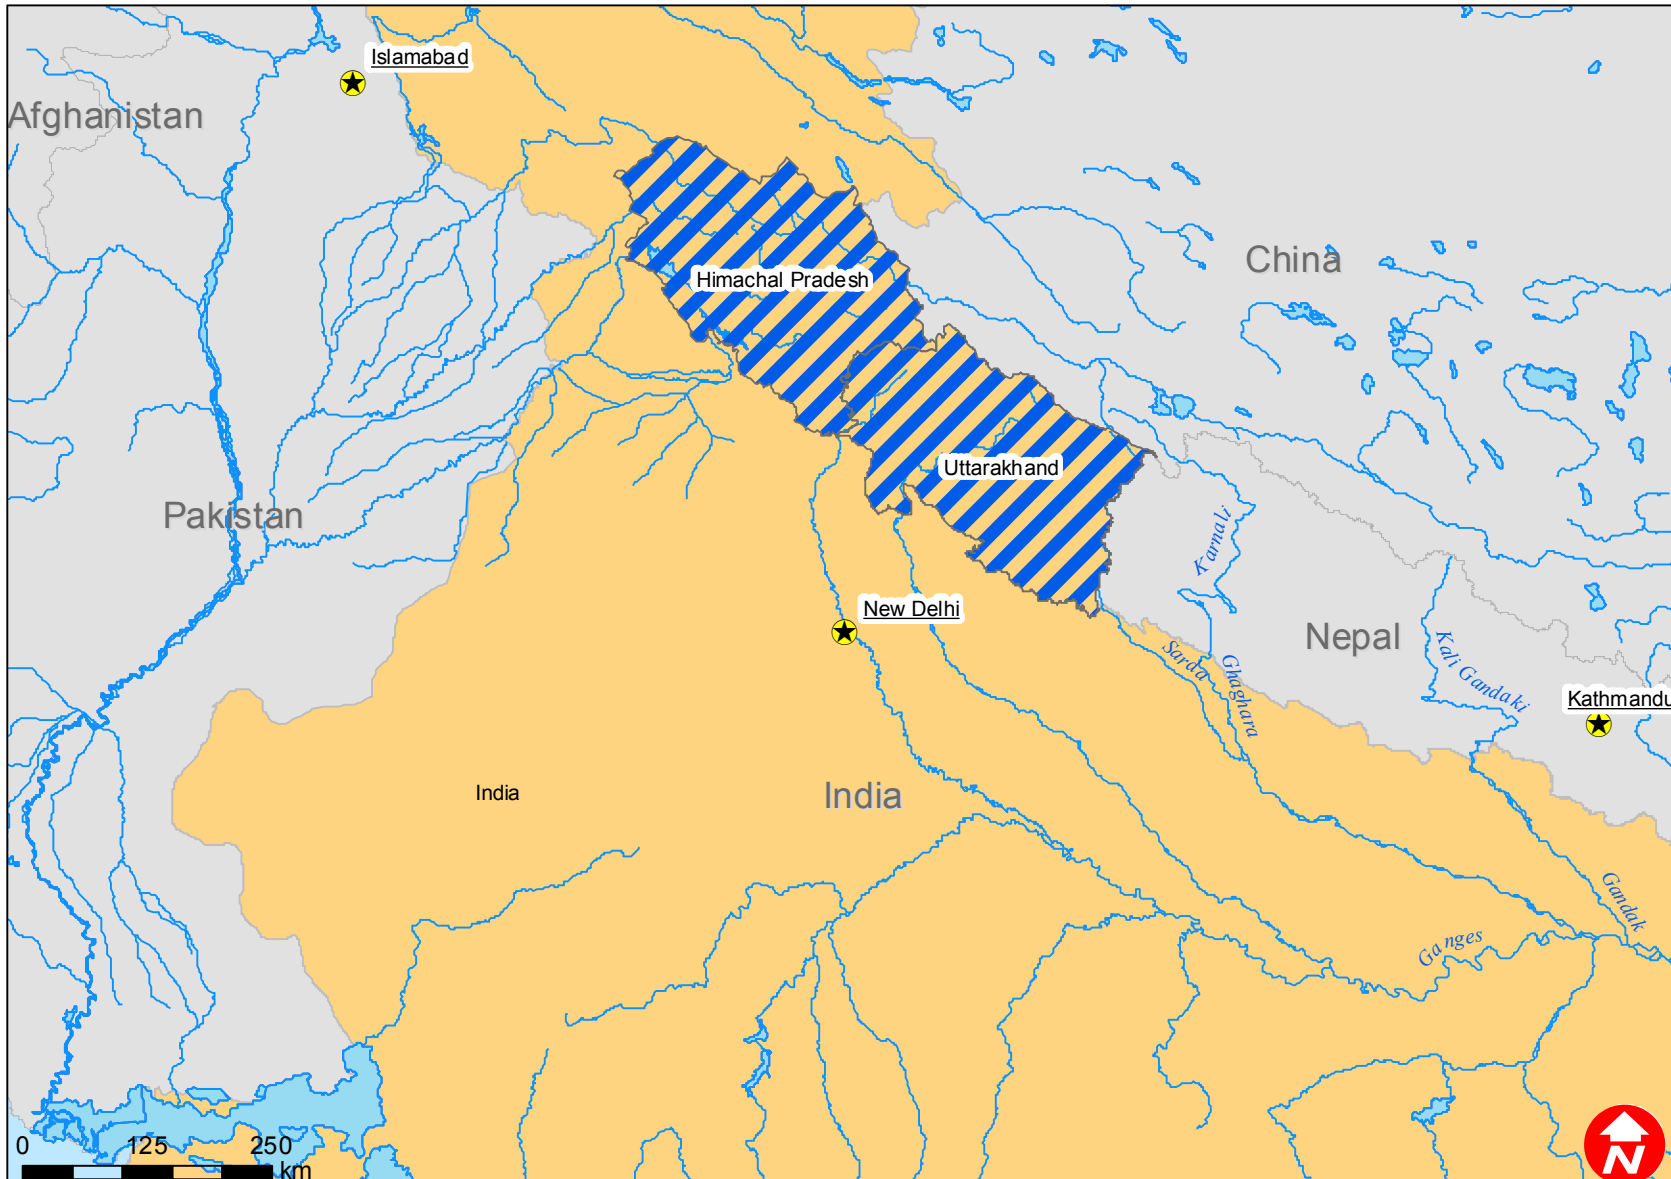 Islamabad
Afghanistan
China
Himachal Pradesh
Uttarakhand
Pakistan
Karnali
New Delhi
Nepal
Sarda
Ghaghara
Kali Gandaki
Kathmandu
India
India
Gandak
Ganges
0 125 250
km
N